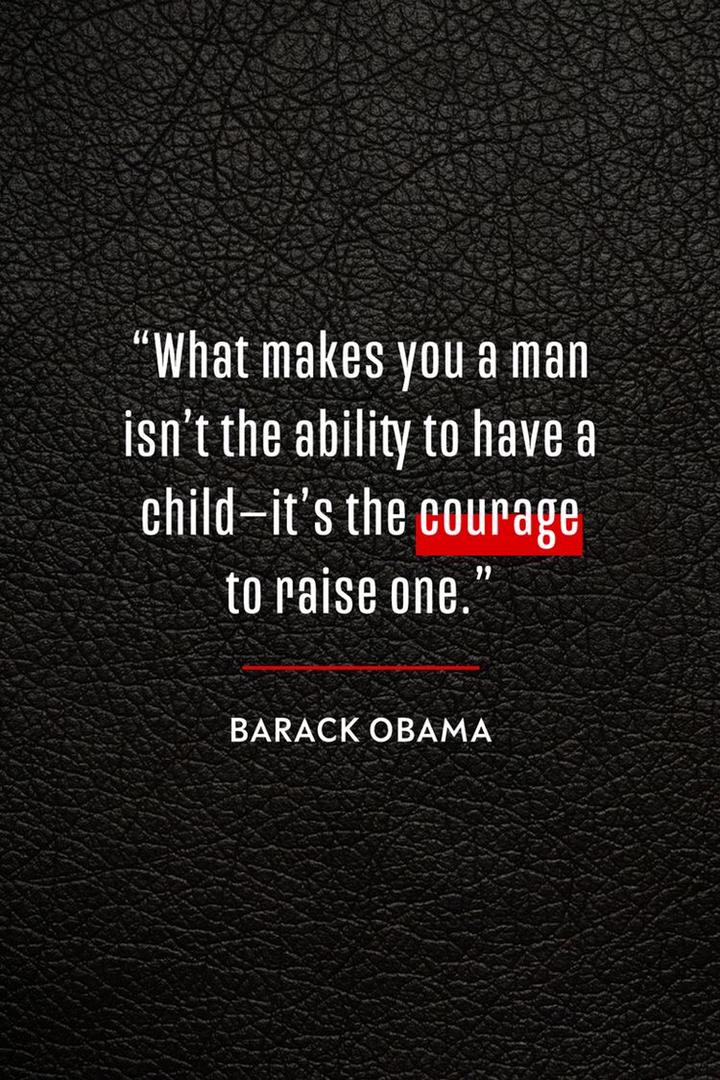 “What makes you a man
isn’t the ability to have a
child–it’s the courage
to raise one.”
BARACK OBAMA